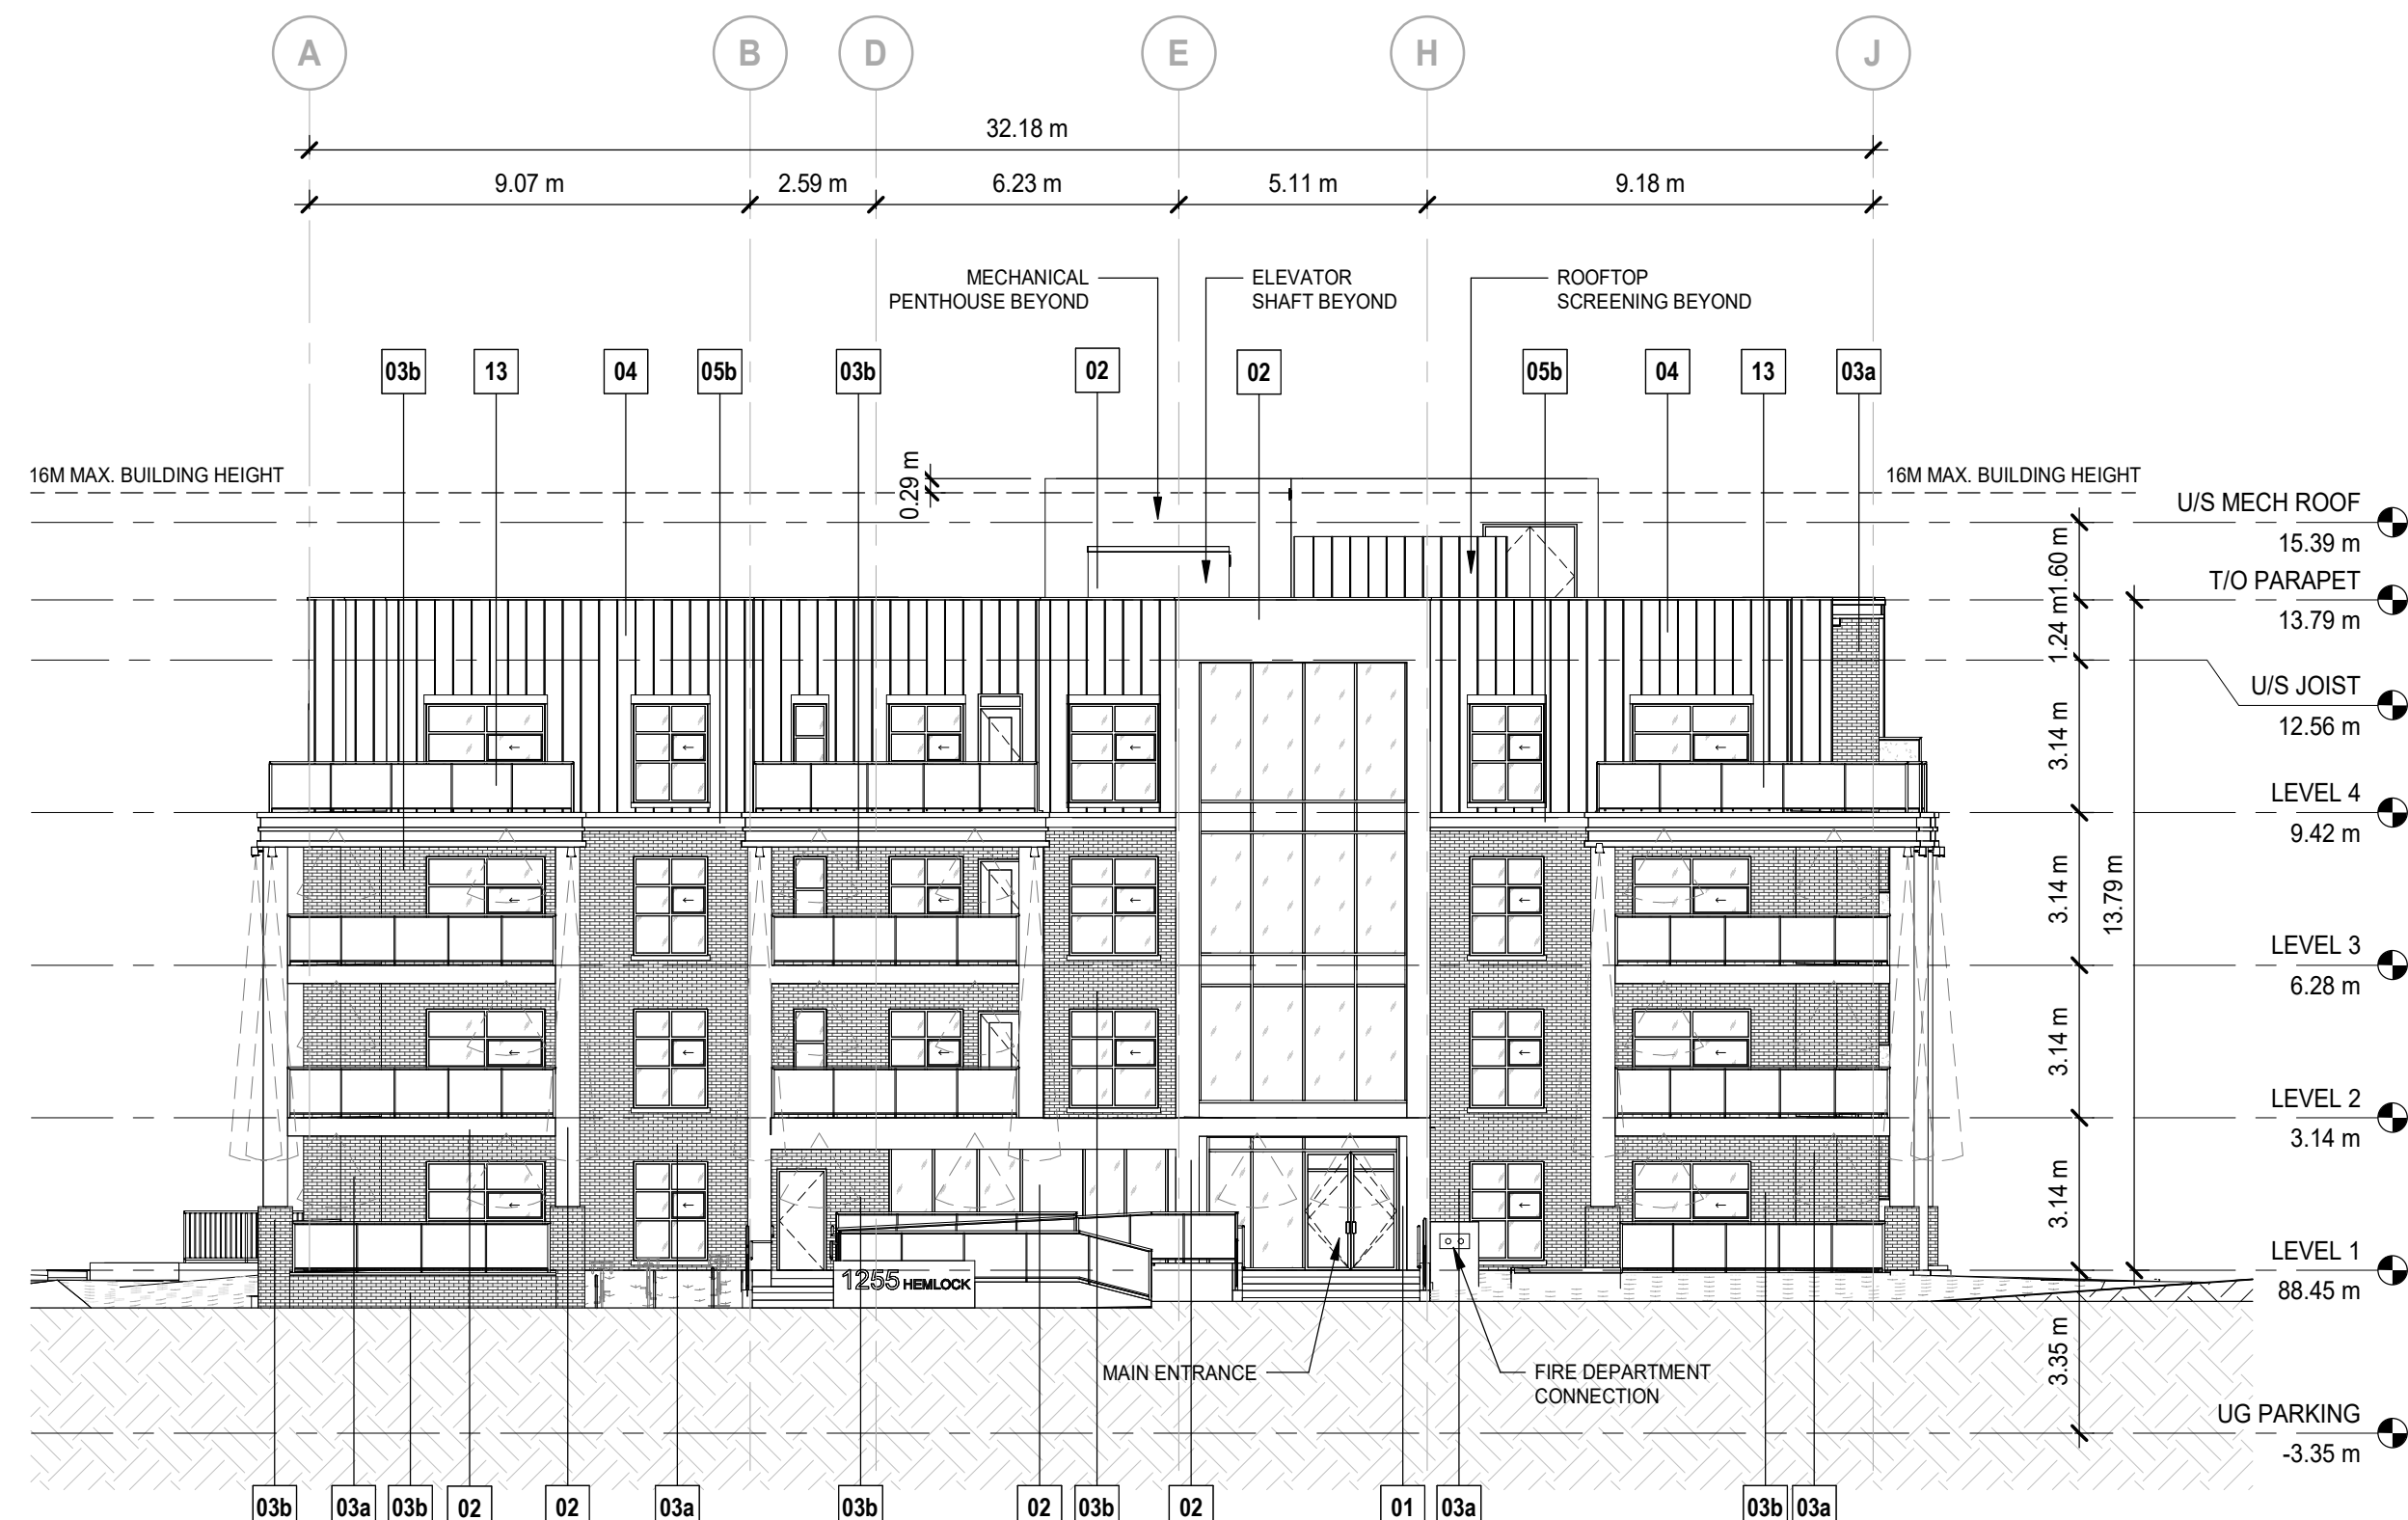 A B D E H J
32.18 m
9.07 m 2.59 m 6.23 m 5.11 m 9.18 m
MECHANICAL
PENTHOUSE BEYOND
ELEVATOR
SHAFT BEYOND
ROOFTOP
SCREENING BEYOND
03b 13 04 05b 03b 02 02 05b 04 13 03a
16M MAX. BUILDING HEIGHT
0.29 m
16M MAX. BUILDING HEIGHT
U/S MECH ROOF
15.39 m
1.60 m
T/O PARAPET
13.79 m
1.24 m
U/S JOIST
12.56 m
3.14 m
LEVEL 4
9.42 m
3.14 m
13.79 m
LEVEL 3
6.28 m
3.14 m
LEVEL 2
3.14 m
3.14 m
LEVEL 1
88.45 m
1255 HEMLOCK
3.35 m
MAIN ENTRANCE
FIRE DEPARTMENT
CONNECTION
UG PARKING
-3.35 m
03b 03a 03b 02 02 03a 03b 02 03b 02 01 03a 03b 03a